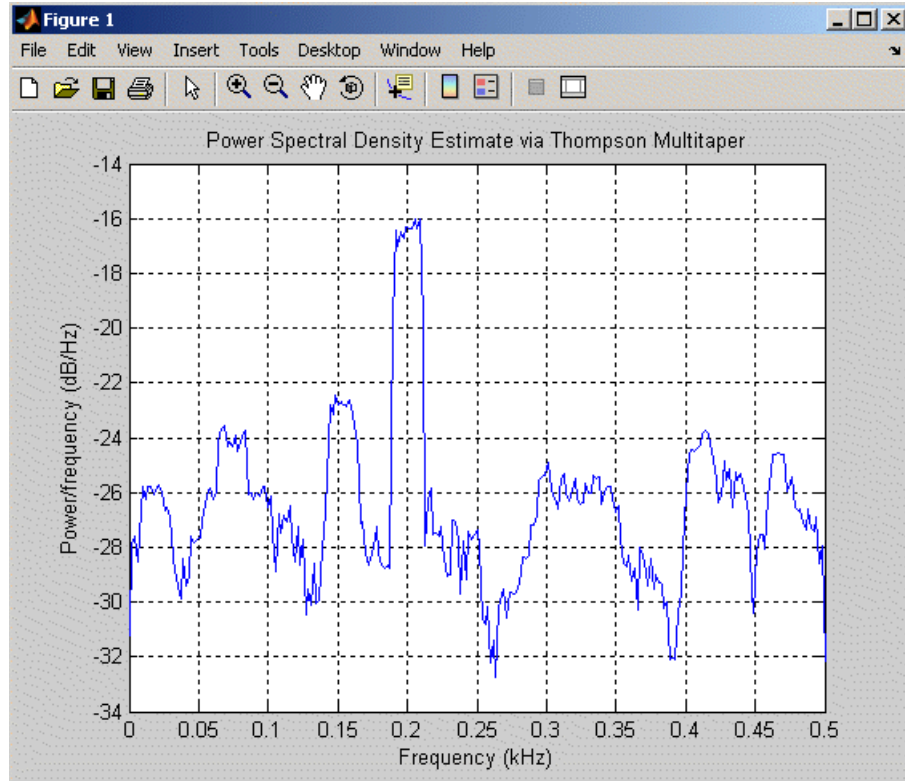 Figure 1
File Edit View Insert Tools Desktop Window Help
Power Spectral Density Estimate via Thompson Multitaper
-14
-16
-18
-20
-22
-24
-26
-28
-30
-32
-34
Power/frequency (dB/Hz)
0 0.05 0.1 0.15 0.2 0.25 0.3 0.35 0.4 0.45 0.5
Frequency (kHz)